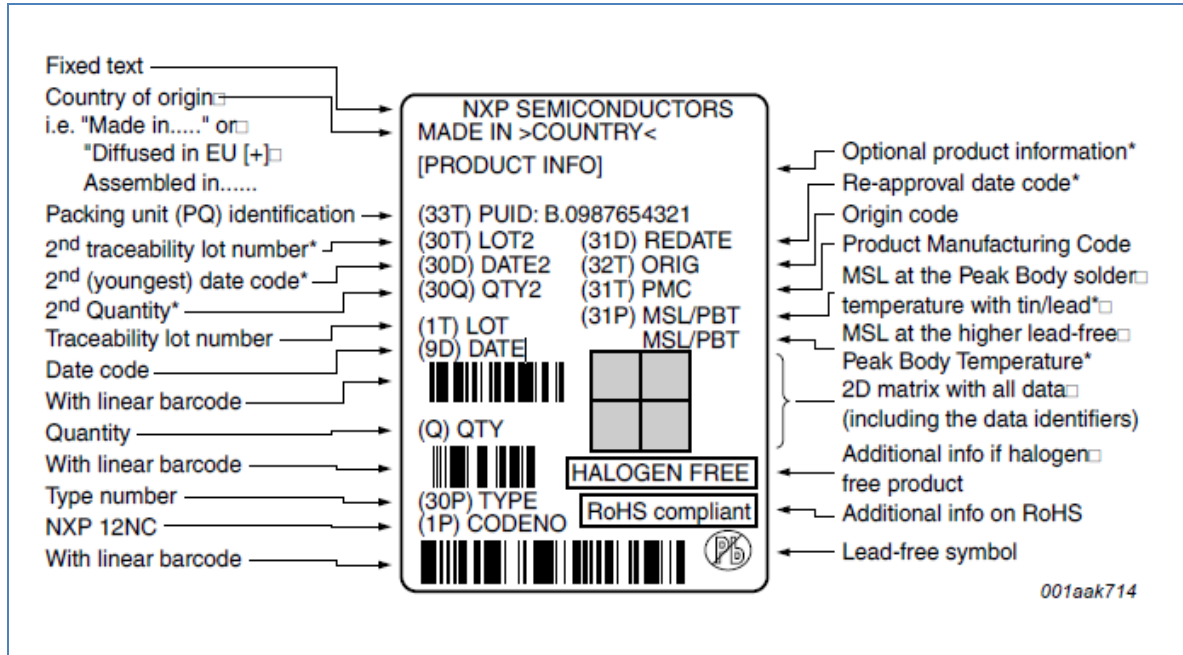 Fixed text
Country of origin□
i.e. "Made in....." or□
"Diffused in EU [+]□
Assembled in......
Packing unit (PQ) identification
2nd traceability lot number*
2nd (youngest) date code*
2nd Quantity*
Traceability lot number
Date code
With linear barcode
Quantity
With linear barcode
Type number
NXP 12NC
With linear barcode
NXP SEMICONDUCTORS
MADE IN >COUNTRY<
[PRODUCT INFO]
(33T) PUID: B.0987654321
(30T) LOT2 (31D) REDATE
(30D) DATE2 (32T) ORIG
(30Q) QTY2 (31T) PMC
(31P) MSL/PBT
(1T) LOT MSL/PBT
(9D) DATE
(Q) QTY
HALOGEN FREE
(30P) TYPE
RoHS compliant
(1P) CODENO
Pb
Optional product information*
Re-approval date code*
Origin code
Product Manufacturing Code
MSL at the Peak Body solder□
temperature with tin/lead*□
MSL at the higher lead-free□
Peak Body Temperature*
2D matrix with all data□
(including the data identifiers)
Additional info if halogen□
free product
Additional info on RoHS
Lead-free symbol
001aak714